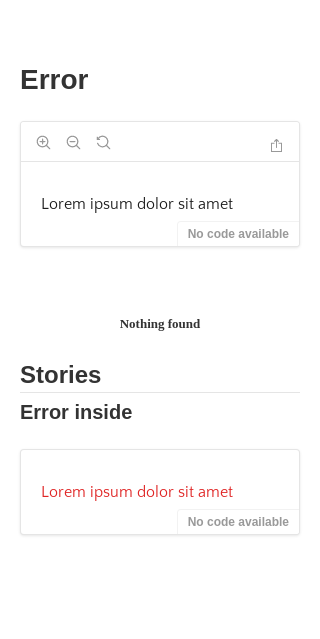 Error
Lorem ipsum dolor sit amet
No code available
Nothing found
Stories
Error inside
Lorem ipsum dolor sit amet
No code available